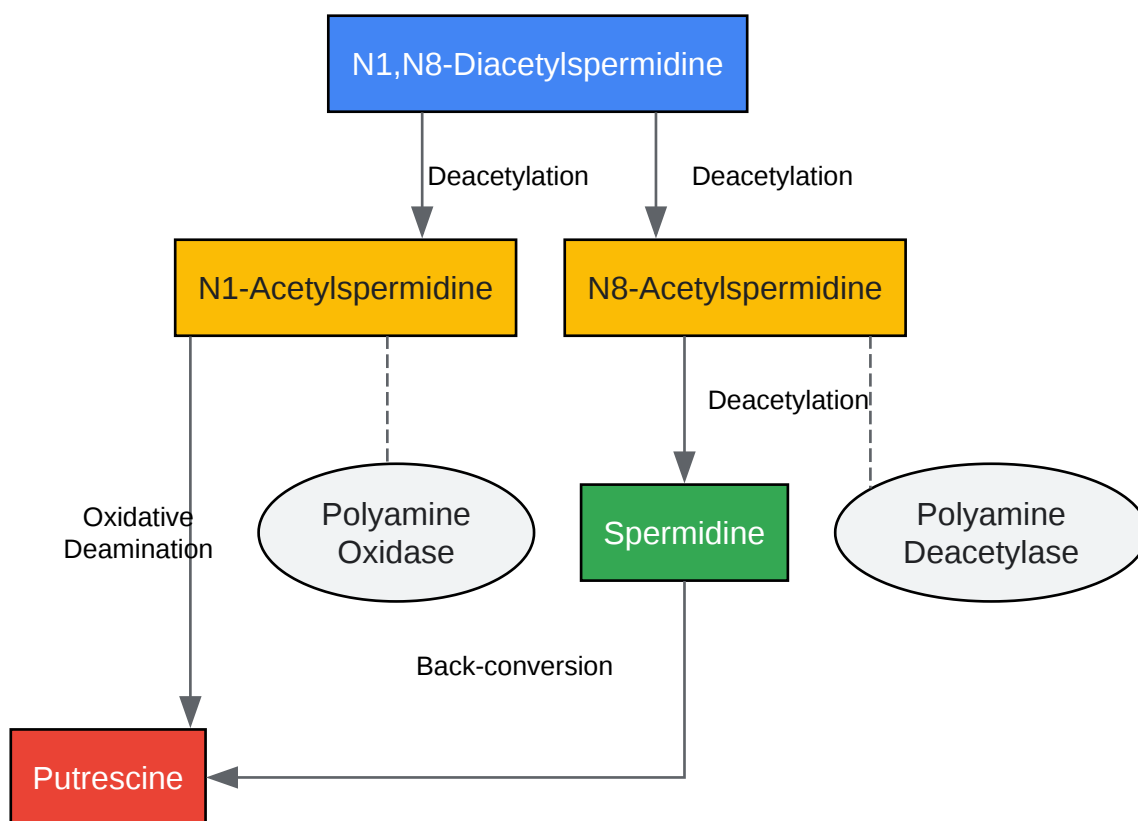 N1,N8-Diacetylspermidine
Deacetylation
Deacetylation
N1-Acetylspermidine
N8-Acetylspermidine
Deacetylation
Oxidative
Deamination
Polyamine
Oxidase
Spermidine
Polyamine
Deacetylase
Back-conversion
Putrescine